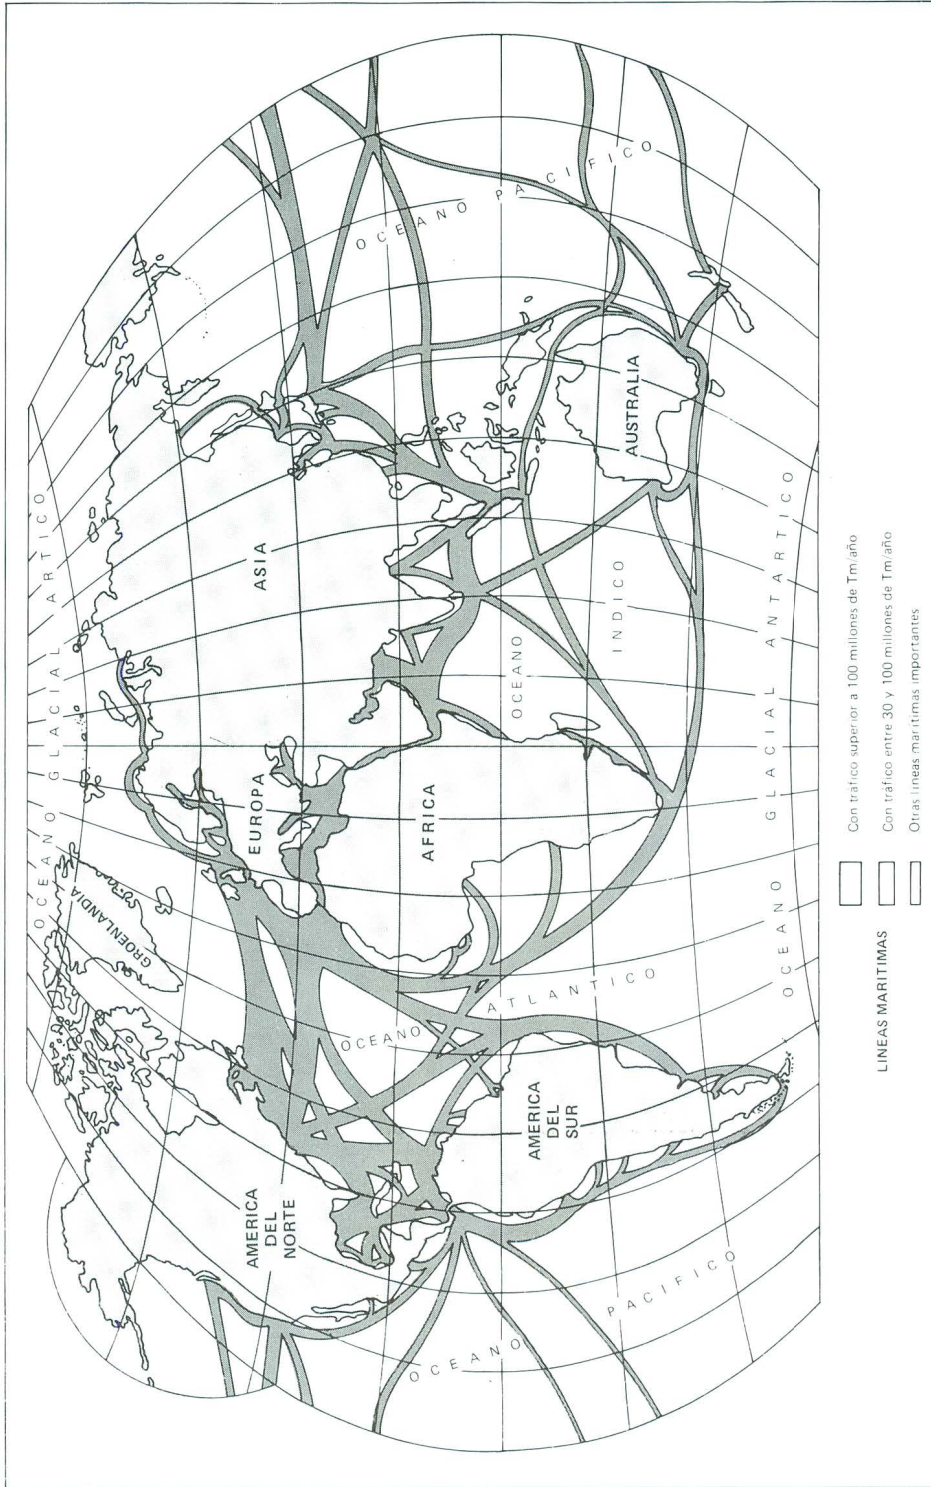 OCEANO GLACIAL ARTICO
GROENLANDIA
AMERICA
DEL
NORTE
EUROPA
ASIA
OCEANO PACIFICO
OCEANO ATLANTICO
AFRICA
OCEANO
INDICO
AMERICA
DEL
SUR
AUSTRALIA
OCEANO
PACIFICO
OCEANO GLACIAL ANTARTICO
LINEAS MARITIMAS
Con tráfico superior a 100 millones de Tm/año
Con tráfico entre 30 y 100 millones de Tm/año
Otras líneas marítimas importantes